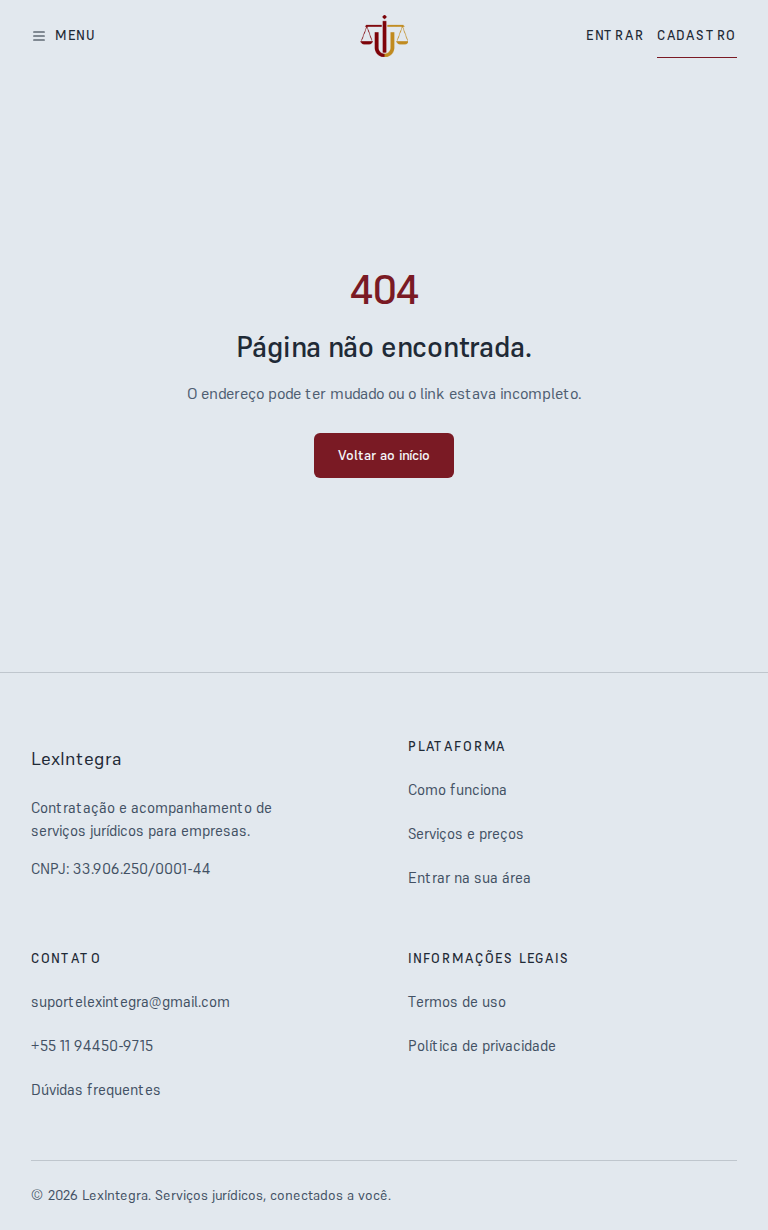 MENU
ENTRAR CADASTRO
404
Página não encontrada.
O endereço pode ter mudado ou o link estava incompleto.
Voltar ao início
LexIntegra
Contratação e acompanhamento de
serviços jurídicos para empresas.
CNPJ: 33.906.250/0001-44
PLATAFORMA
Como funciona
Serviços e preços
Entrar na sua área
CONTATO
suportelexintegra@gmail.com
+55 11 94450-9715
Dúvidas frequentes
INFORMAÇÕES LEGAIS
Termos de uso
Política de privacidade
© 2026 LexIntegra. Serviços jurídicos, conectados a você.